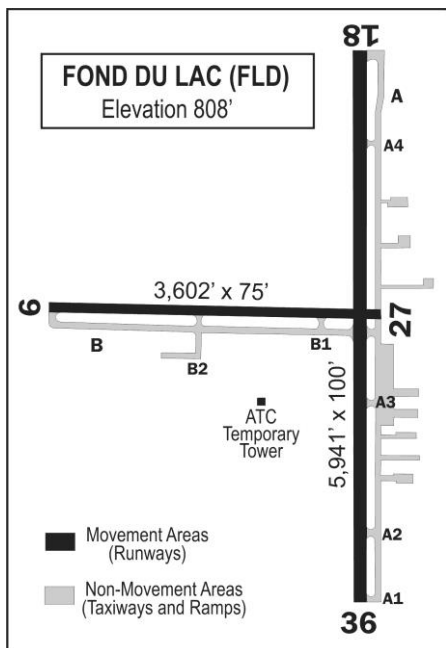 18
FOND DU LAC (FLD)
Elevation 808'
A
A4
3,602' x 75'
9
27
B
B1
B2
5,941' x 100'
A3
ATC
Temporary
Tower
Movement Areas
(Runways)
A2
Non-Movement Areas
(Taxiways and Ramps)
A1
36